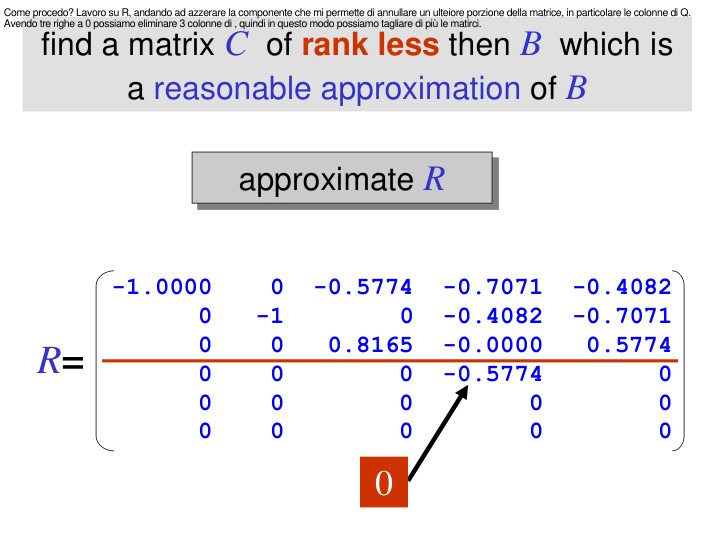 Come procedo? Lavoro su R, andando ad azzerare la componente che mi permette di annullare un ulteiore porzione della matrice, in particolare le colonne di Q.
Avendo tre righe a 0 possiamo eliminare 3 colonne di , quindi in questo modo possiamo tagliare di più le matirci.
find a matrix C of rank less then B which is
a reasonable approximation of B
approximate R
-1.0000 0 -0.5774 -0.7071 -0.4082
0 -1 0 -0.4082 -0.7071
0 0 0.8165 -0.0000 0.5774
R=
0 0 0 -0.5774 0
0 0 0 0 0
0 0 0 0 0
0